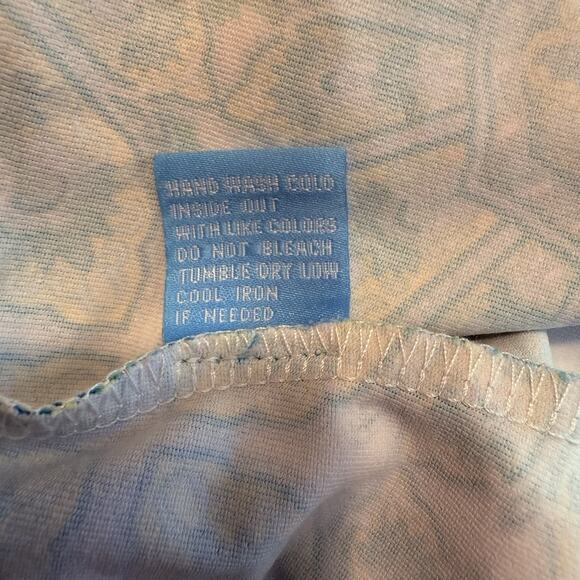 HAND WASH COLD
INSIDE OUT
WITH LIKE COLORS
DO NOT BLEACH
TUMBLE DRY LOW
COOL IRON
IF NEEDED